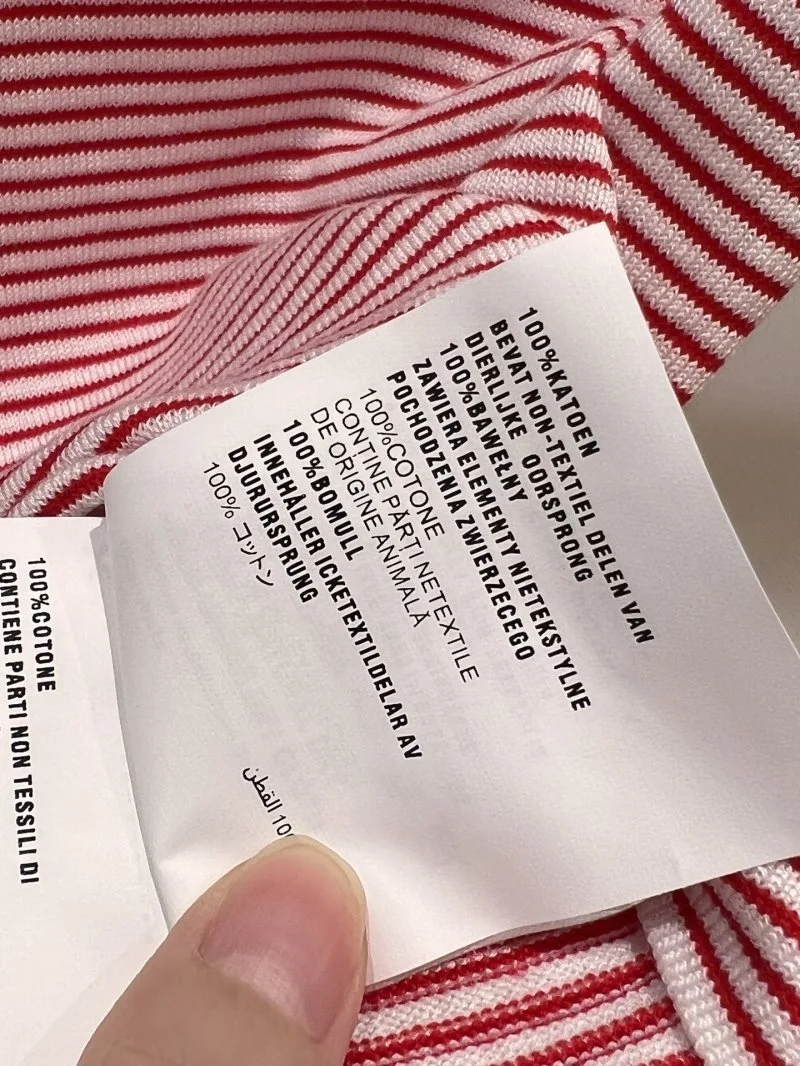 100%KATOEN
BEVAT NON-TEXTIEL DELEN VAN
DIERLIJKE OORSPRONG
100%BAWEŁNY
ZAWIERA ELEMENTY NIETEKSTYLNE
POCHODZENIA ZWIERZECEGO
100%COTONE
CONTINE PĂRȚI NETEXTILE
DE ORIGINE ANIMALĂ
100%BOMULL
INNEHÅLLER ICKETEXTILDELAR AV
DJURURSPRUNG
100% コットン
القطن
100%COTONE
CONTIENE PARTI NON TESSILI DI